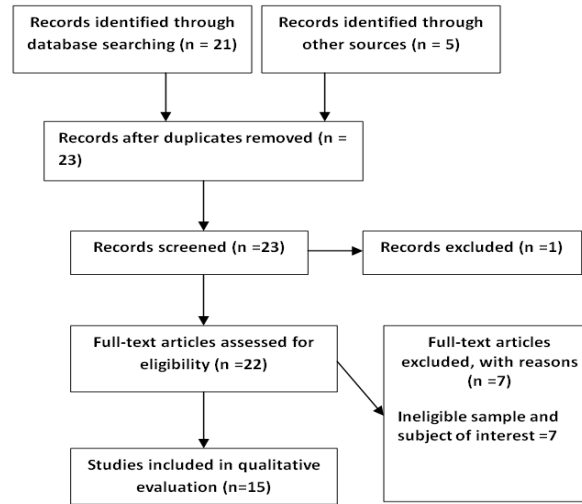 Records identified through
database searching (n = 21)
Records identified through
other sources (n = 5)
Records after duplicates removed (n =
23)
Records screened (n =23)
Records excluded (n =1)
Full-text articles assessed for
eligibility (n =22)
Full-text articles
excluded, with reasons
(n =7)
Ineligible sample and
subject of interest =7
Studies included in qualitative
evaluation (n=15)